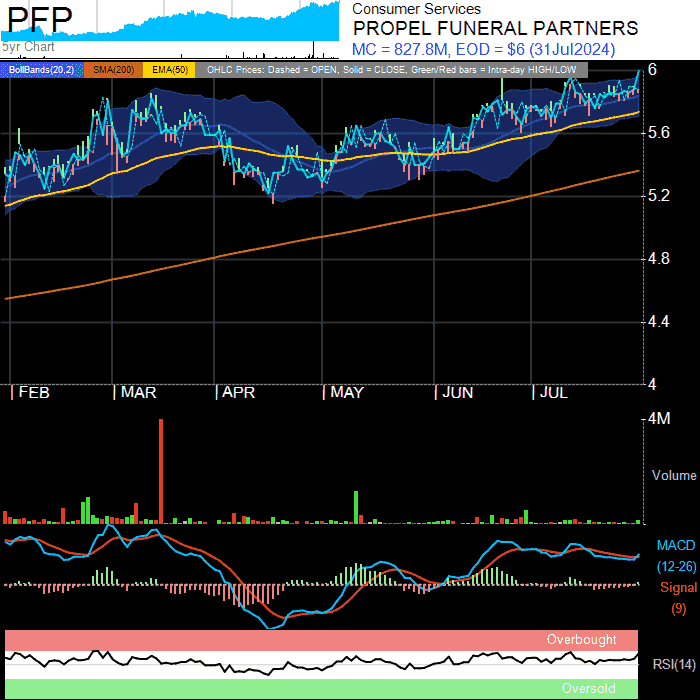 PFP
5yr Chart
Consumer Services
PROPEL FUNERAL PARTNERS
MC = 827.8M, EOD = $6 (31Jul2024)
BollBands(20,2) SMA(200) EMA(50) OHLC Prices: Dashed = OPEN, Solid = CLOSE, Green/Red bars = Intra-day HIGH/LOW
6
5.6
5.2
4.8
4.4
4
FEB MAR APR MAY JUN JUL
4M
Volume
MACD
(12-26)
Signal
(9)
Overbought
RSI(14)
Oversold